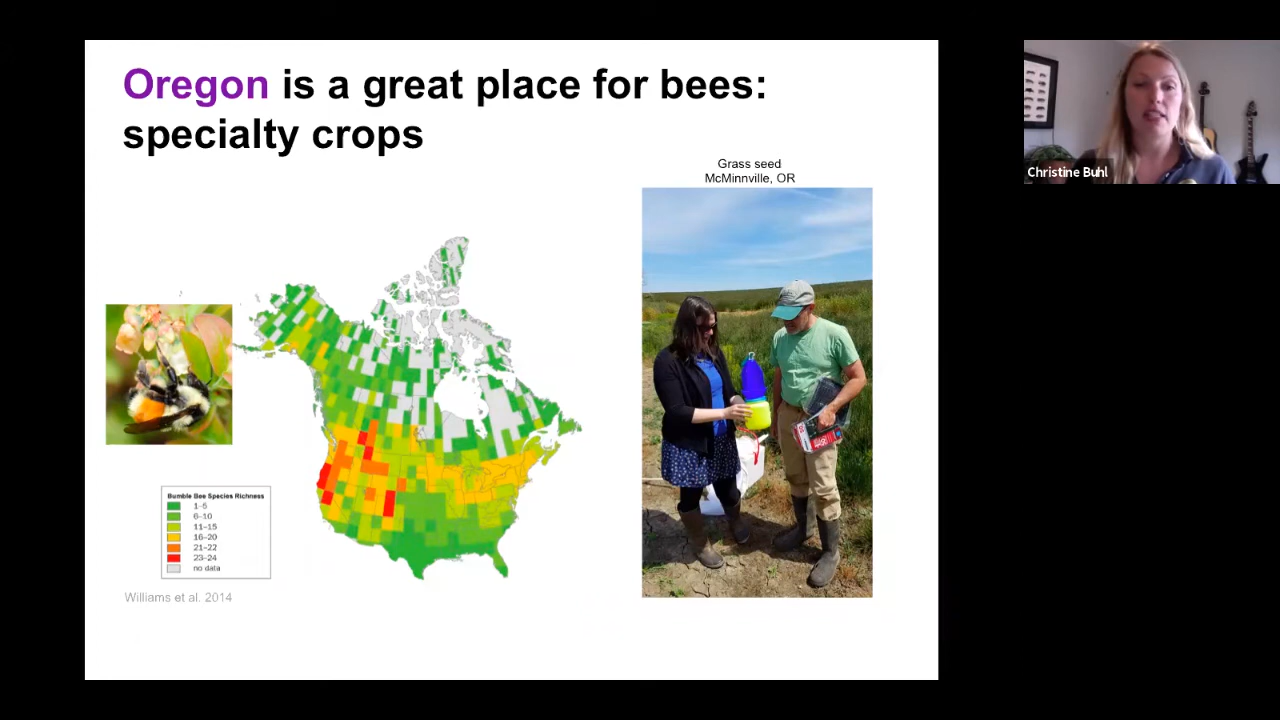 Oregon is a great place for bees:
specialty crops
Grass seed
McMinnville, OR
Christine Buhl
Bumble Bee Species Richness
1–5
6–10
11–15
16–20
21–22
23–24
no data
Williams et al. 2014